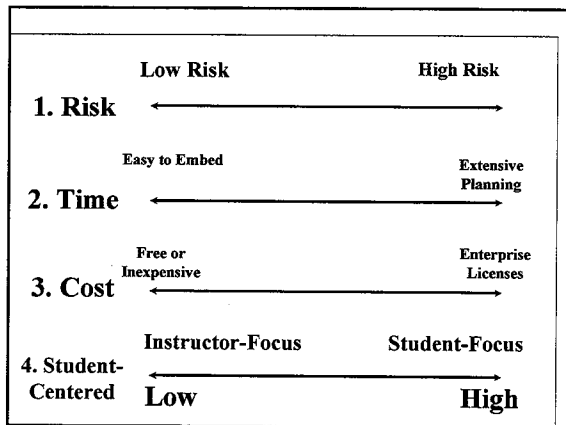 Low Risk High Risk
1. Risk
Easy to Embed Extensive
Planning
2. Time
Free or Enterprise
Inexpensive Licenses
3. Cost
Instructor-Focus Student-Focus
4. Student-
Centered
Low High